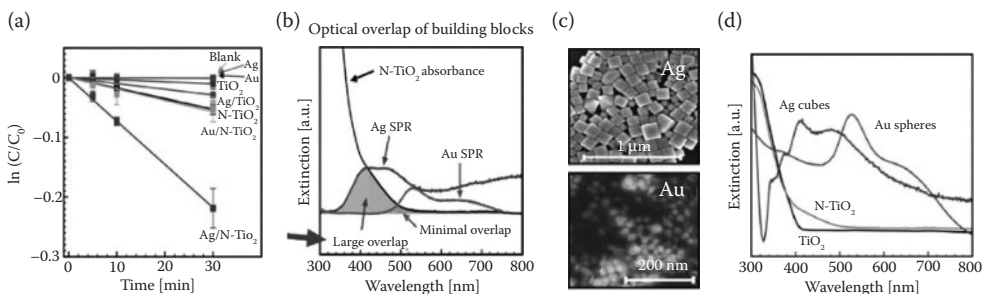 (a)
Blank
Ag
Au
TiO2
Ag/TiO2
N-TiO2
Au/N-TiO2
Ag/N-Tio2
0
−0.1
−0.2
−0.3
ln (C/C0)
0
10
20
30
40
Time [min]
(b)
Optical overlap of building blocks
N-TiO2 absorbance
Ag SPR
Au SPR
Large overlap
Minimal overlap
Extinction [a.u.]
300
400
500
600
700
800
Wavelength [nm]
(c)
Ag
1 μm
Au
200 nm
(d)
Ag cubes
Au spheres
N-TiO2
TiO2
Extinction [a.u.]
300
400
500
600
700
800
Wavelength [nm]